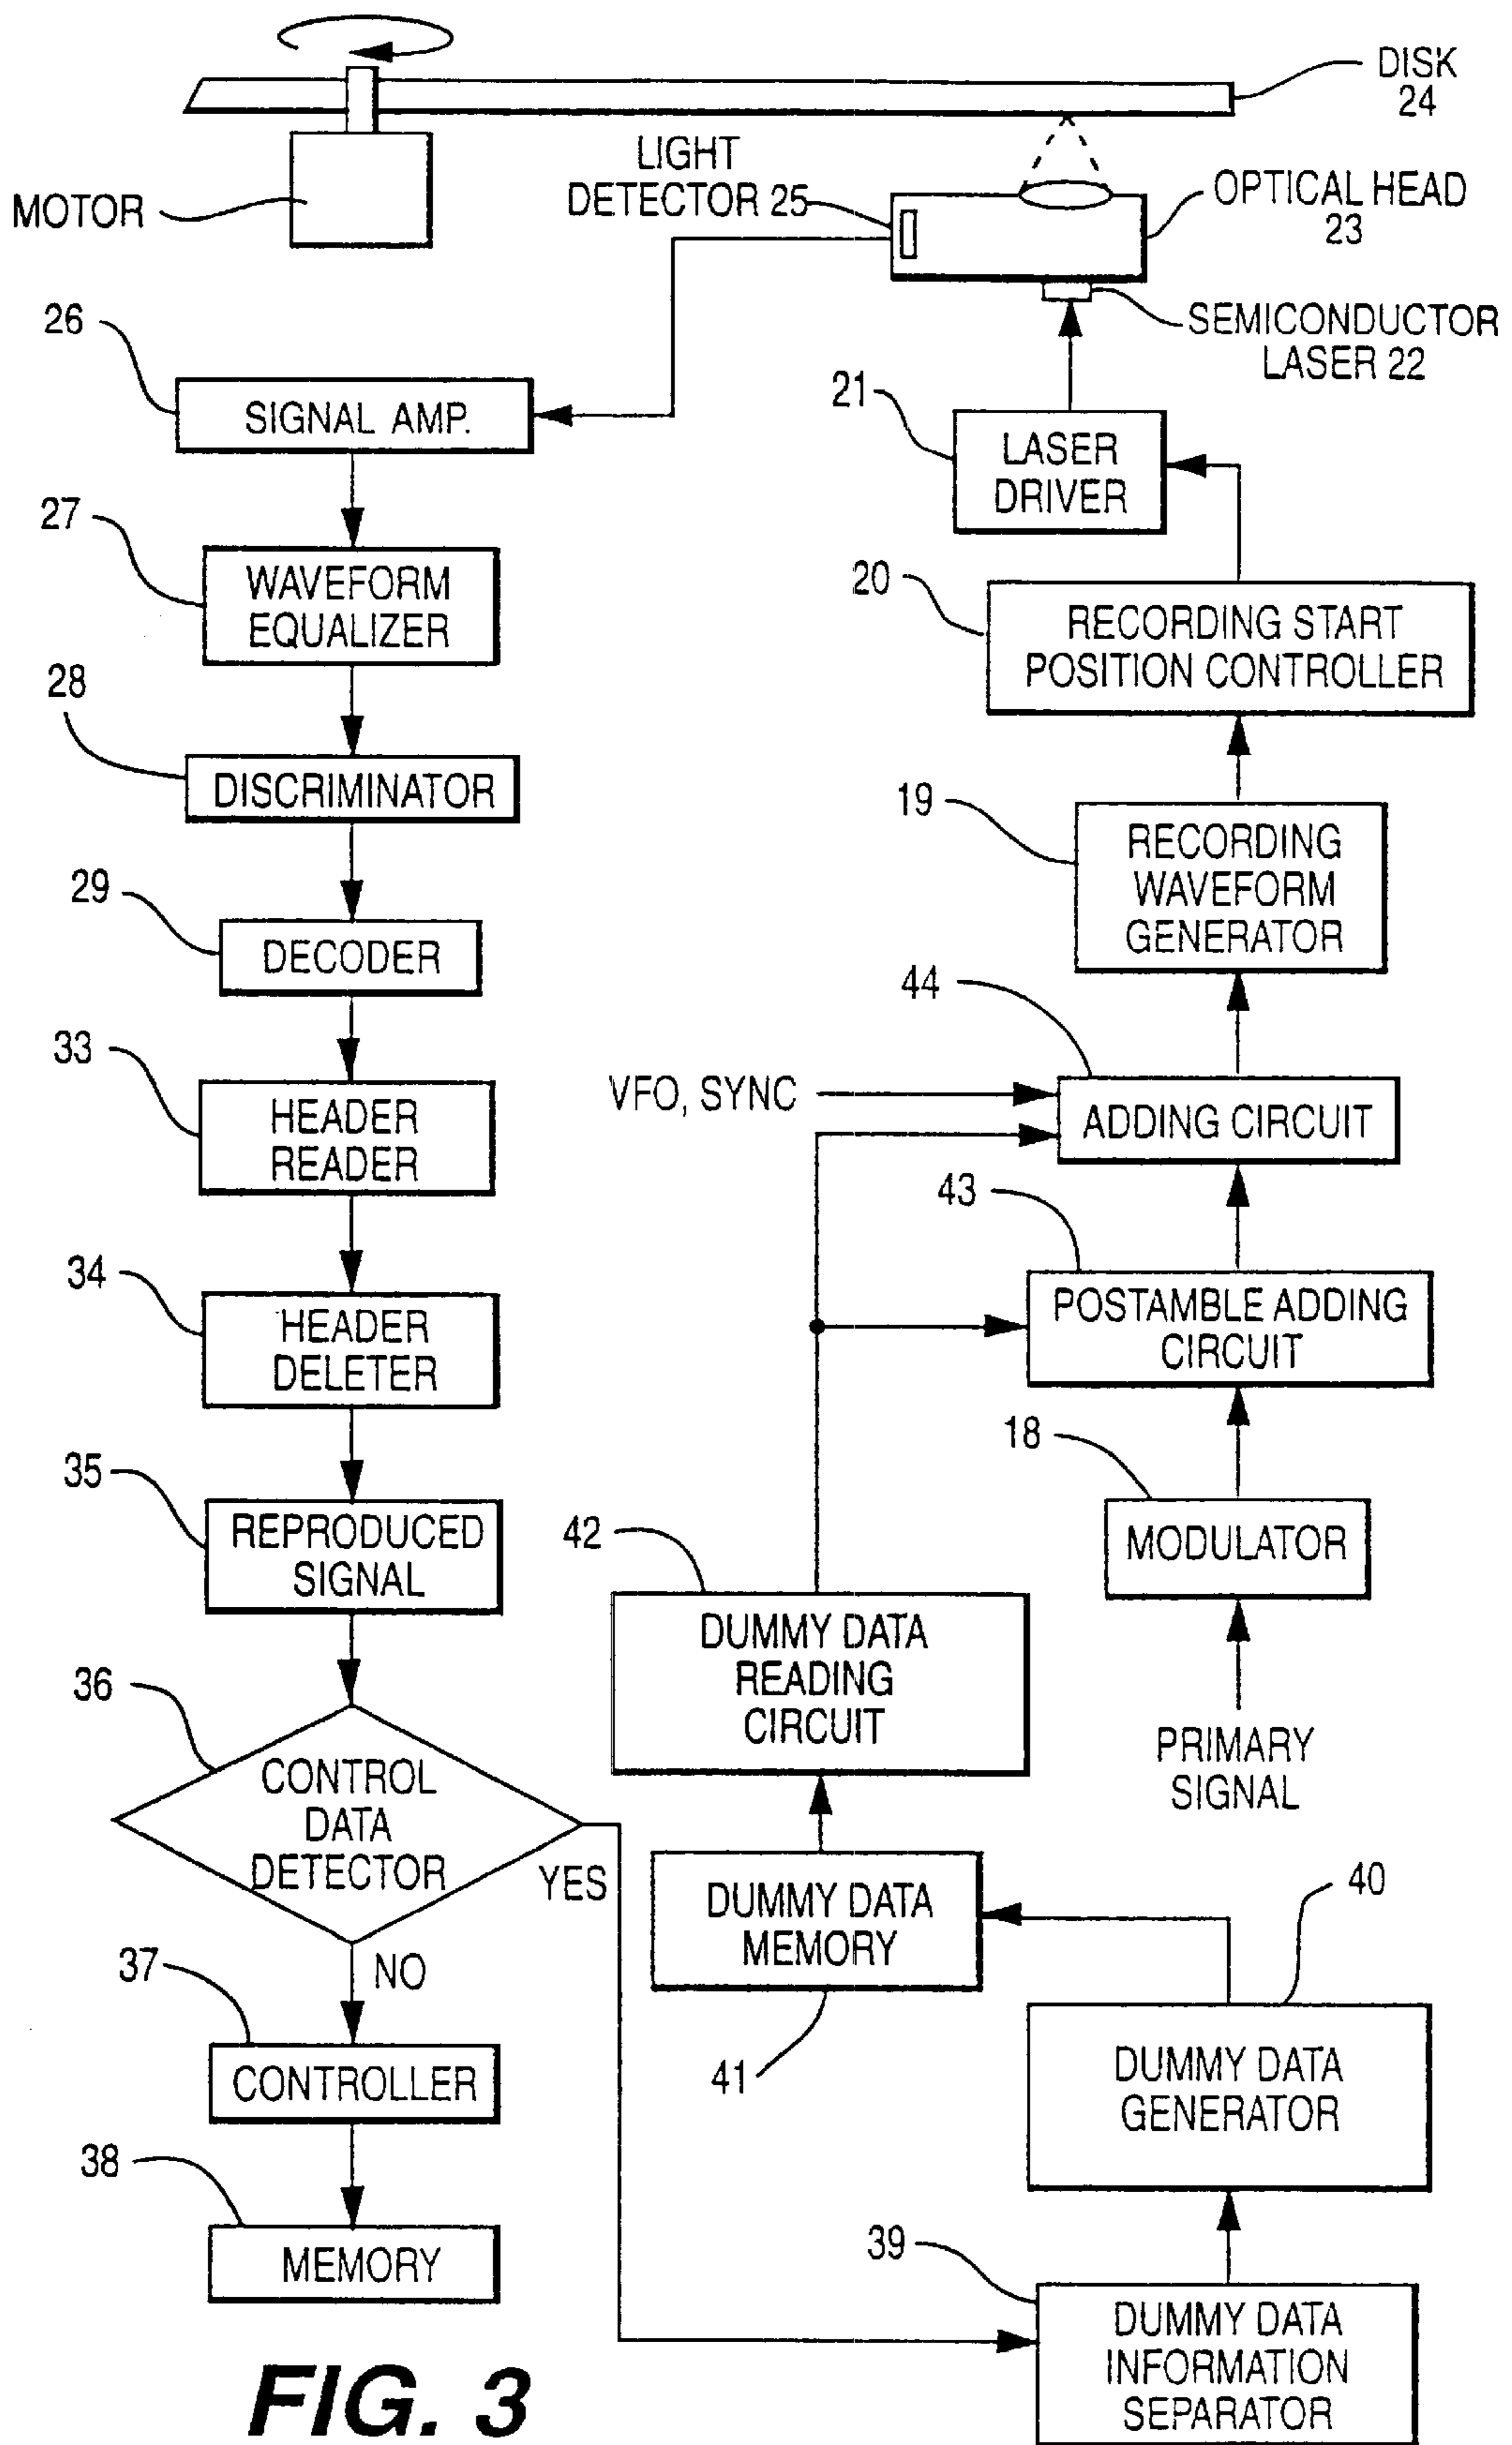 DISK
24
LIGHT
DETECTOR 25
MOTOR
OPTICAL HEAD
23
SEMICONDUCTOR
LASER 22
26
SIGNAL AMP.
21
LASER
DRIVER
27
WAVEFORM
EQUALIZER
20
RECORDING START
POSITION CONTROLLER
28
DISCRIMINATOR
19
RECORDING
WAVEFORM
GENERATOR
29
DECODER
44
33
HEADER
READER
VFO, SYNC
ADDING CIRCUIT
43
34
HEADER
DELETER
POSTAMBLE ADDING
CIRCUIT
18
35
REPRODUCED
SIGNAL
MODULATOR
42
DUMMY DATA
READING
CIRCUIT
36
CONTROL
DATA
DETECTOR
YES
PRIMARY
SIGNAL
DUMMY DATA
MEMORY
40
37
NO
41
CONTROLLER
DUMMY DATA
GENERATOR
38
MEMORY
39
DUMMY DATA
INFORMATION
SEPARATOR
FIG. 3